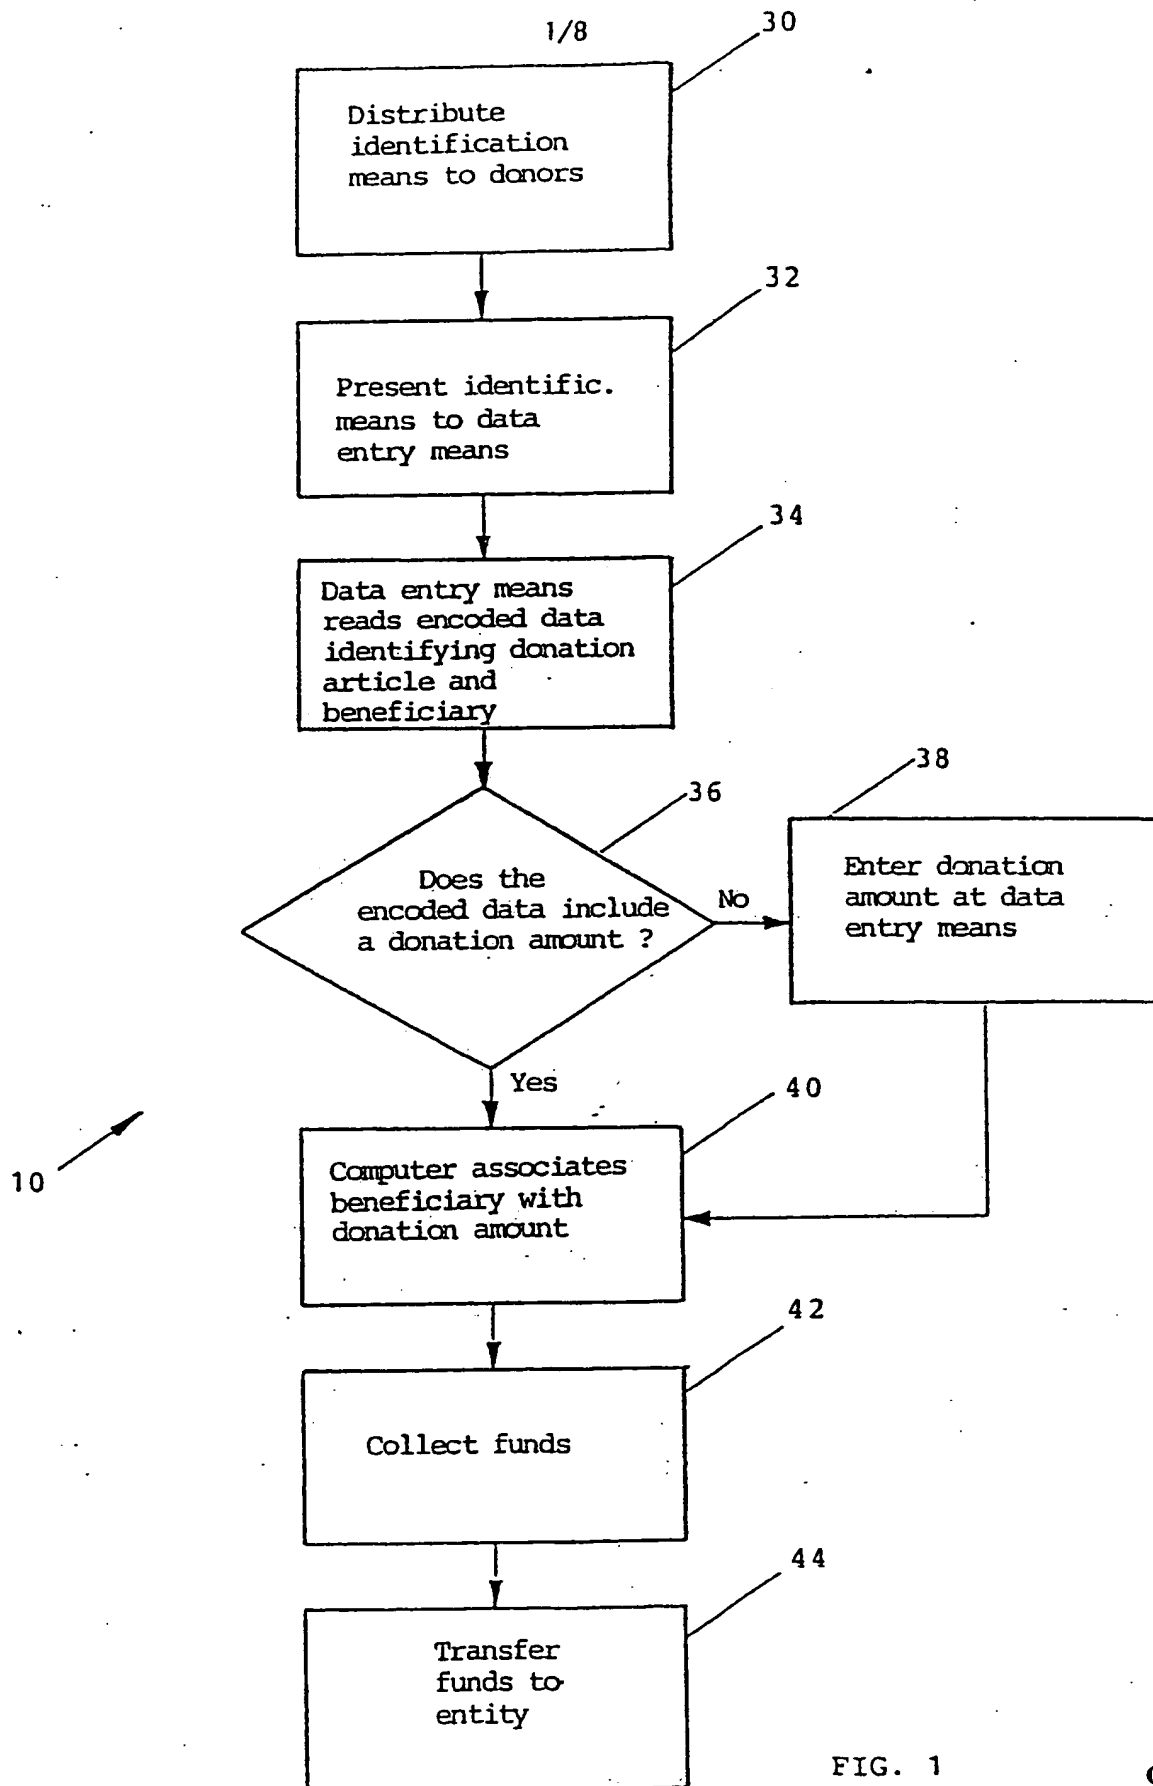 1/8
30
Distribute
identification
means to donors
32
Present identific.
means to data
entry means
34
Data entry means
reads encoded data
identifying donation
article and
beneficiary
36
38
Does the
encoded data include
a donation amount ?
No
Enter donation
amount at data
entry means
Yes
40
10
Computer associates
beneficiary with
donation amount
42
Collect funds
44
Transfer
funds to
entity
FIG. 1